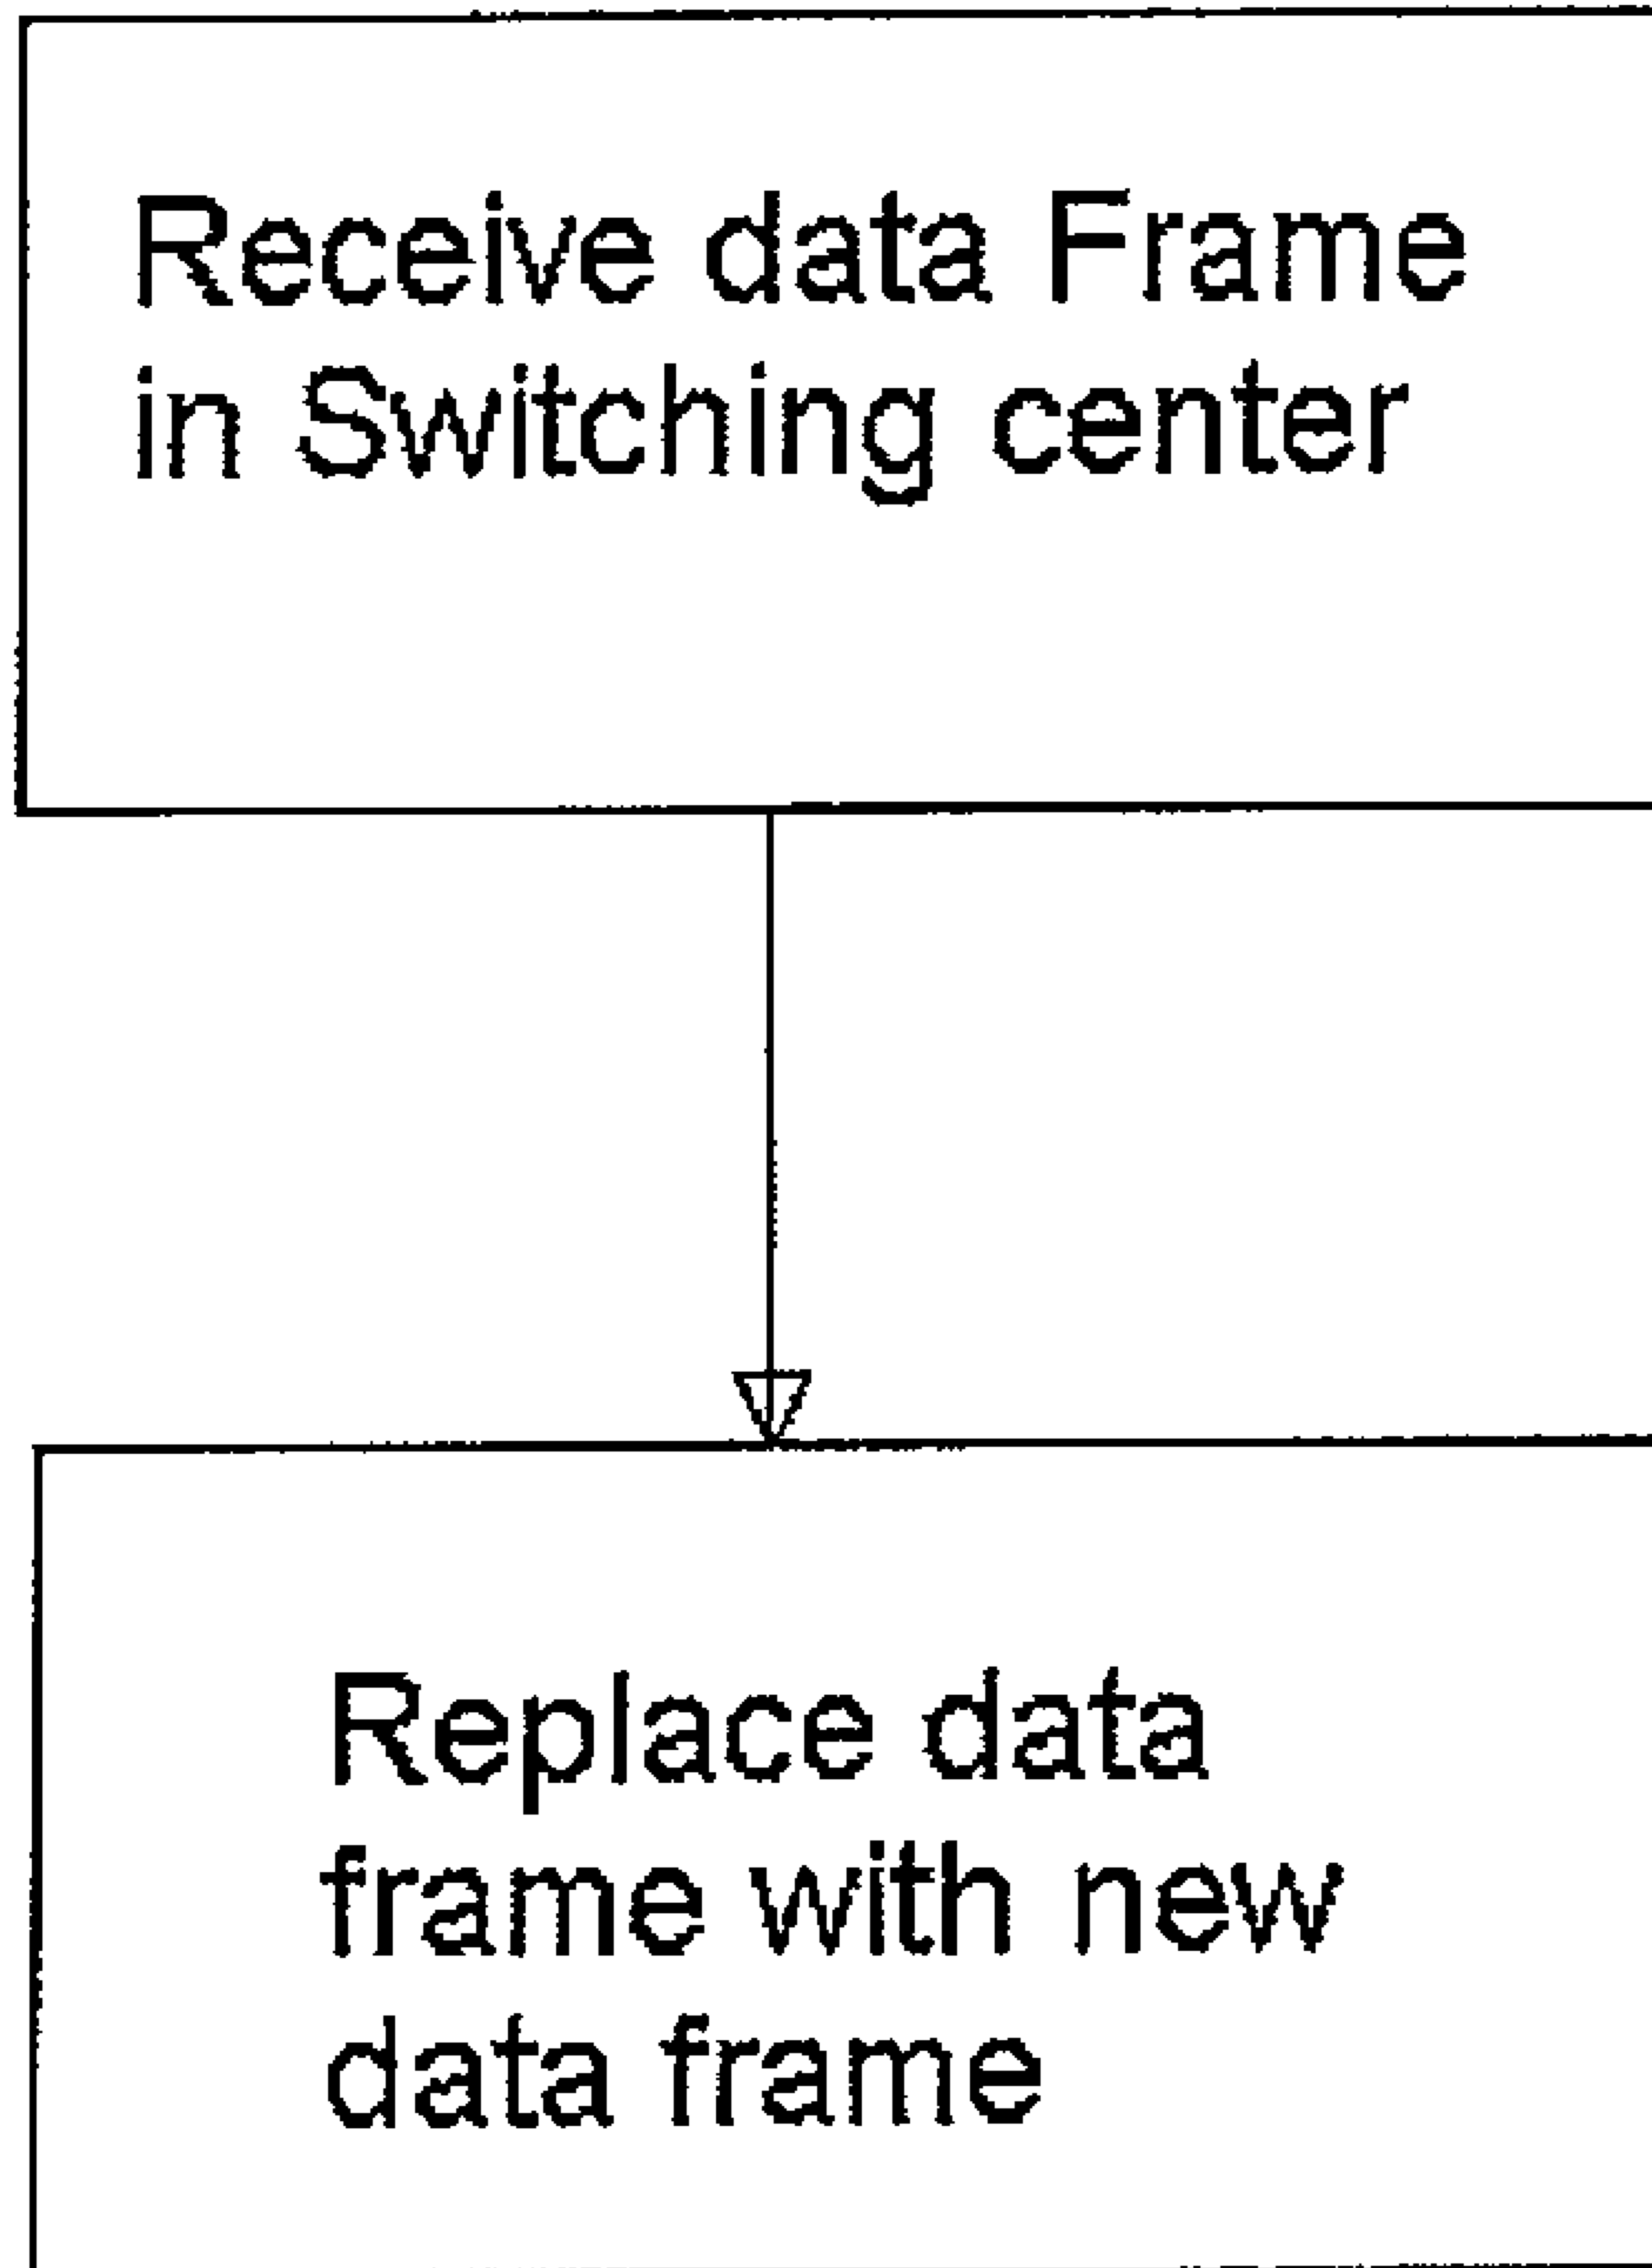 Receive data Frame
in Switching center
Replace data
frame with new
data frame